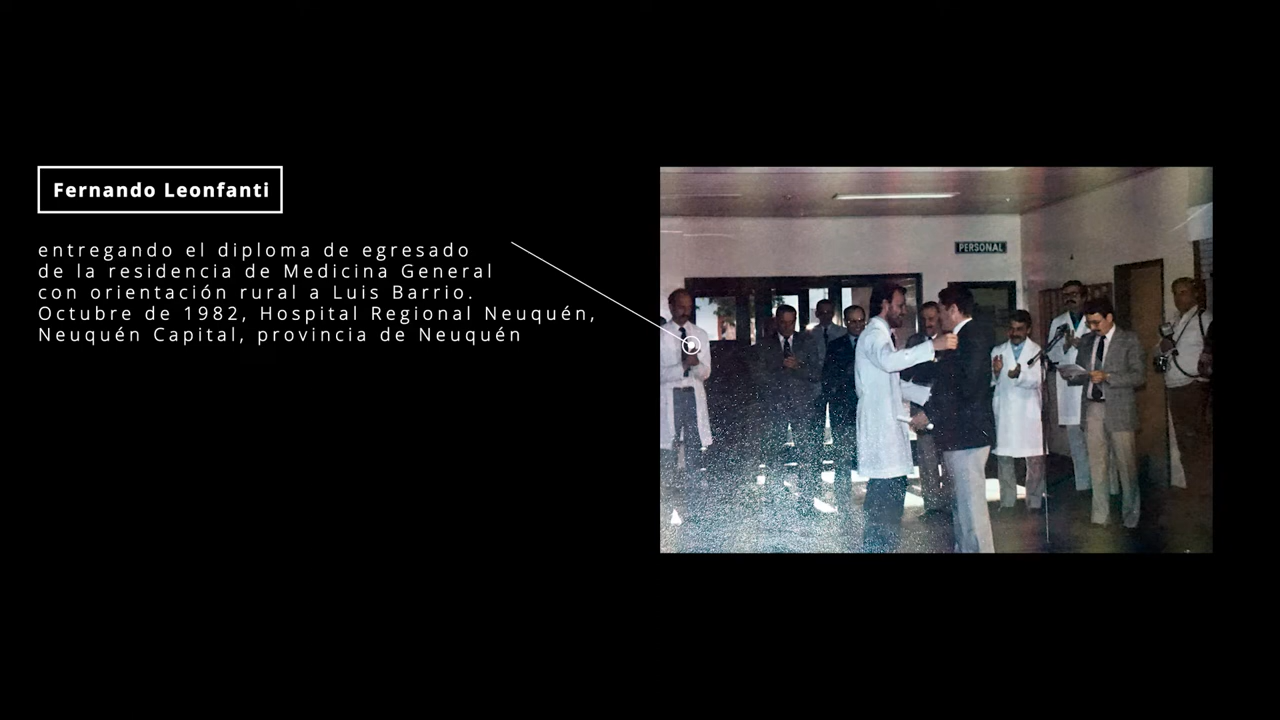 Fernando Leonfanti
entregando el diploma de egresado
de la residencia de Medicina General
con orientación rural a Luis Barrio.
Octubre de 1982, Hospital Regional Neuquén,
Neuquén Capital, provincia de Neuquén
PERSONAL